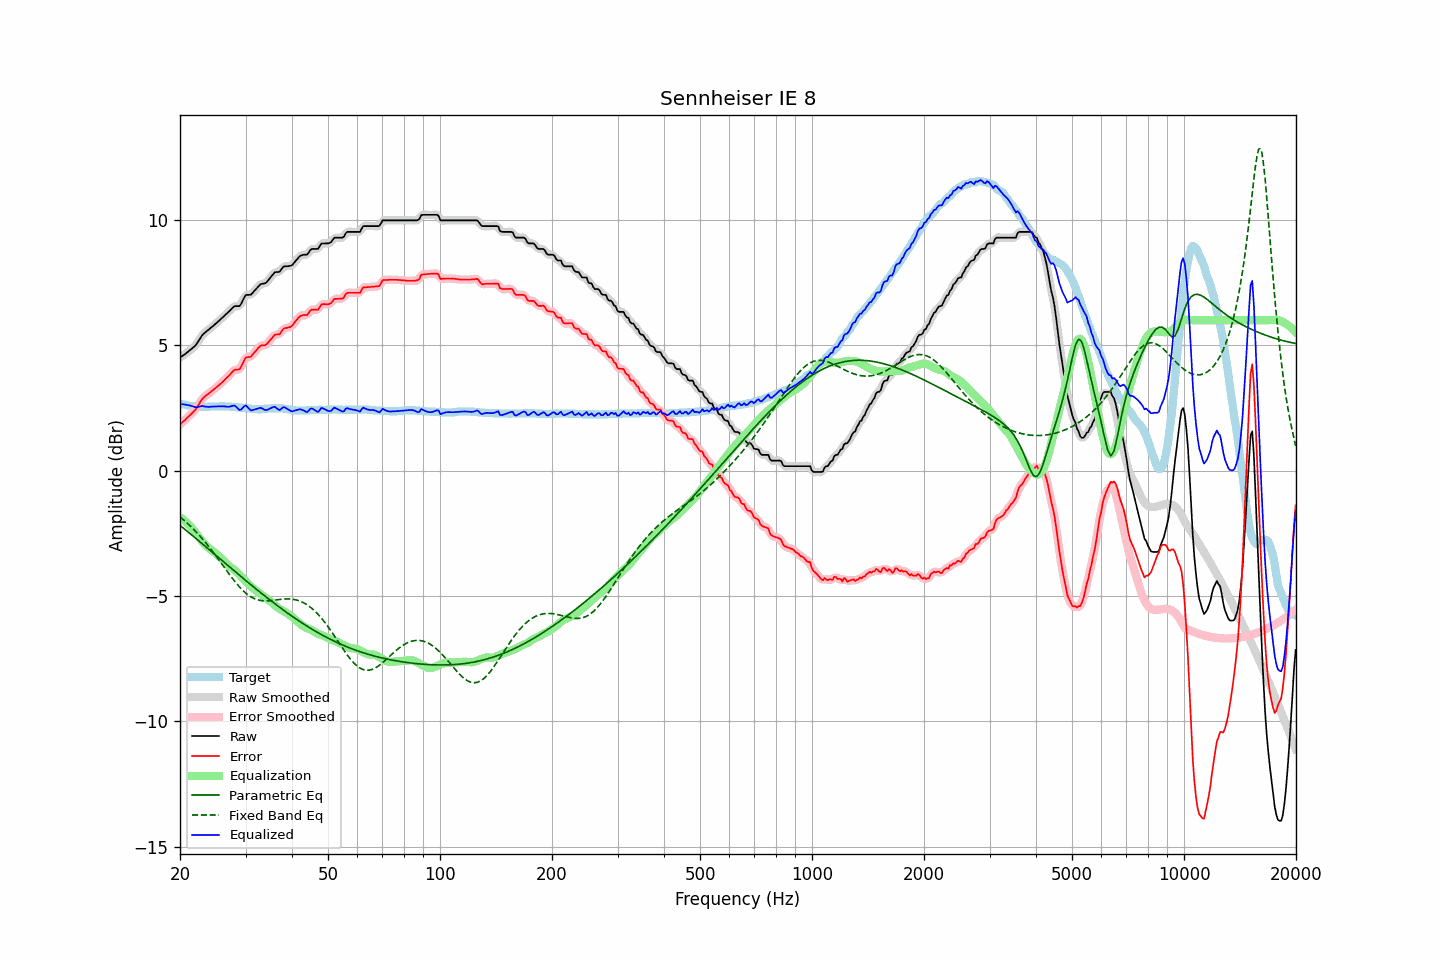 Sennheiser IE 8
Amplitude (dBr)
10
5
0
−5
−10
−15
Target
Raw Smoothed
Error Smoothed
Raw
Error
Equalization
Parametric Eq
Fixed Band Eq
Equalized
20 50 100 200 500 1000 2000 5000 10000 20000
Frequency (Hz)